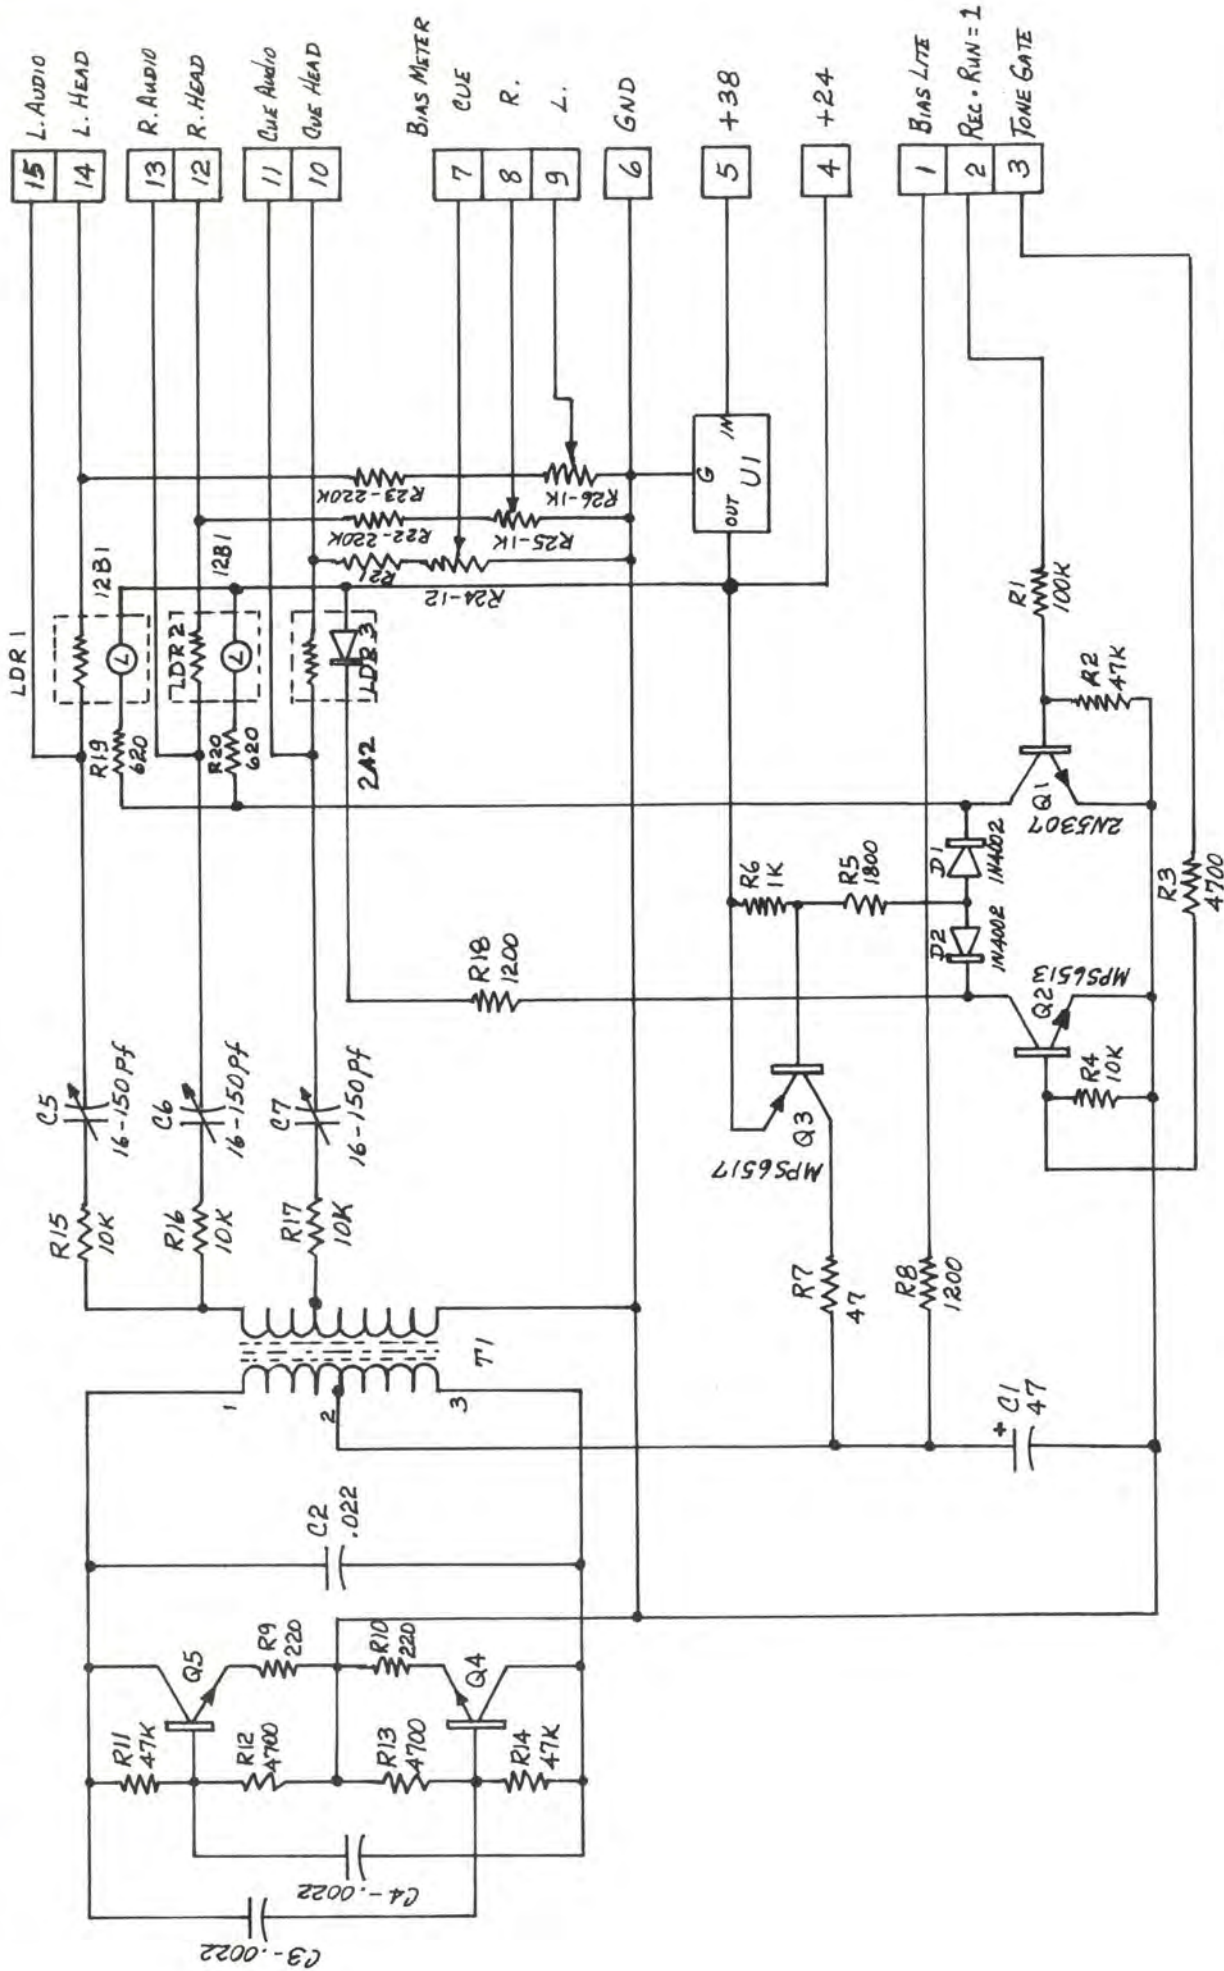 15 L. AUDIO
14 L. HEAD
13 R. AUDIO
12 R. HEAD
11 CUE AUDIO
10 CUE HEAD
BIAS METER
7 CUE
8 R.
9 L.
6 GND
5 +38
4 +24
1 BIAS LITE
2 REC. RUN=1
3 TONE GATE
LDR 1
12B1
L
R19
620
LDR 2
12B1
L
R20
620
LDR 3
2A2
R23-220K
R22-220K
R21
R26-1K
R25-1K
R24-12
G
OUT
IN
U1
C5
16-150Pf
C6
16-150Pf
C7
16-150Pf
R15
10K
R16
10K
R17
10K
R18
1200
R6
1K
R5
1800
D1
1N4002
D2
1N4002
R1
100K
R2
47K
Q1
2N5307
R3
4700
Q2
MPS6513
R4
10K
Q3
MPS6517
R7
47
R8
1200
T1
1
2
3
+
C1
47
C2
.022
Q5
R9
220
R10
220
Q4
R11
47K
R12
4700
R13
4700
R14
47K
C4-.0022
C3-.0022